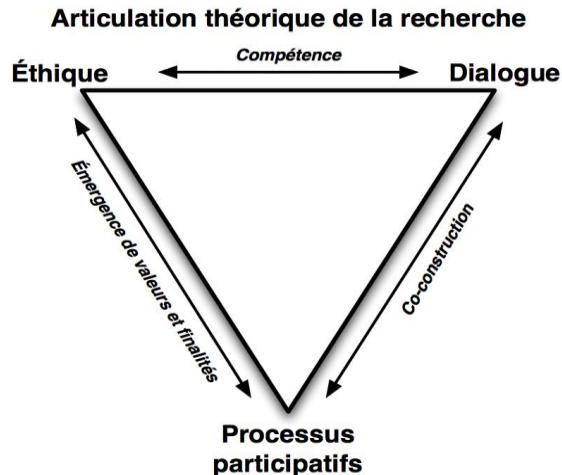 Articulation théorique de la recherche
Compétence
Éthique
Dialogue
Émergence de valeurs et finalités
Co-construction
Processus
participatifs